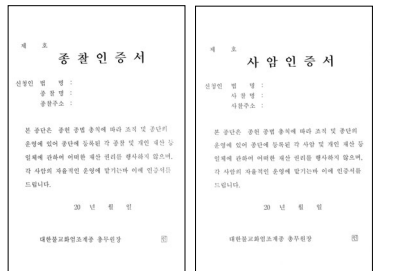 제 호
종 찰 인 증 서
신청인 법 명 :
종 찰 명 :
종찰주소 :
본 종단은 종헌 종법 총칙에 따라 조직 및 종단의
운영에 있어 종단에 등록된 각 종찰 및 개인 재산 등
일체에 관하여 어떠한 재산 권리를 행사하지 않으며,
각 사암의 자율적인 운영에 맡기는바 이에 인증서를
드립니다.
20 년 월 일
대한불교화엄조계종 총무원장
제 호
사 암 인 증 서
신청인 법 명 :
사 찰 명 :
사찰주소 :
본 종단은 종헌 종법 총칙에 따라 조직 및 종단의
운영에 있어 종단에 등록된 각 사찰 및 개인 재산 등
일체에 관하여 어떠한 재산 권리를 행사하지 않으며,
각 사암의 자율적인 운영에 맡기는바 이에 인증서를
드립니다.
20 년 월 일
대한불교화엄조계종 총무원장